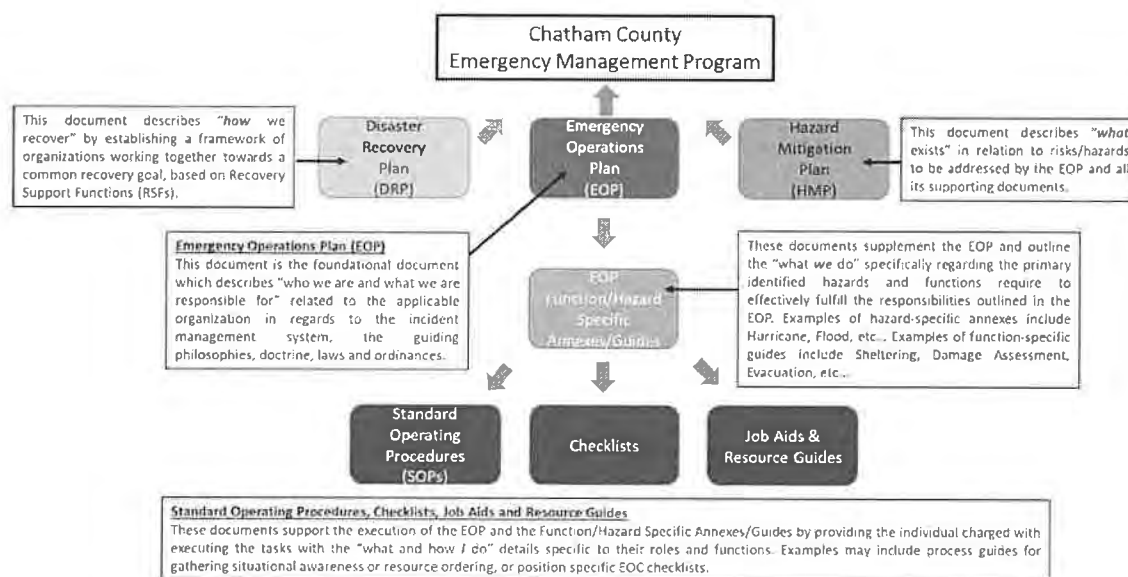 Chatham County
Emergency Management Program
This document describes "how we
recover" by establishing a framework of
organizations working together towards a
common recovery goal, based on Recovery
Support Functions (RSFs).
Disaster
Recovery
Plan
(DRP)
Emergency
Operations
Plan
(EOP)
Hazard
Mitigation
Plan
(HMP)
This document describes "what
exists" in relation to risks/hazards
to be addressed by the EOP and all
its supporting documents.
Emergency Operations Plan (EOP)
This document is the foundational document
which describes "who we are and what we are
responsible for" related to the applicable
organization in regards to the incident
management system, the guiding
philosophies, doctrine, laws and ordinances.
EOP
Function/Hazard
Specific
Annexes/Guides
These documents supplement the EOP and outline
the "what we do" specifically regarding the primary
identified hazards and functions require to
effectively fulfill the responsibilities outlined in the
EOP. Examples of hazard-specific annexes include
Hurricane, Flood, etc... Examples of function-specific
guides include Sheltering, Damage Assessment,
Evacuation, etc...
Standard
Operating
Procedures
(SOPs)
Checklists
Job Aids &
Resource Guides
Standard Operating Procedures, Checklists, Job Aids and Resource Guides
These documents support the execution of the EOP and the Function/Hazard Specific Annexes/Guides by providing the individual charged with
executing the tasks with the "what and how I do" details specific to their roles and functions. Examples may include process guides for
gathering situational awareness or resource ordering, or position specific EOC checklists.